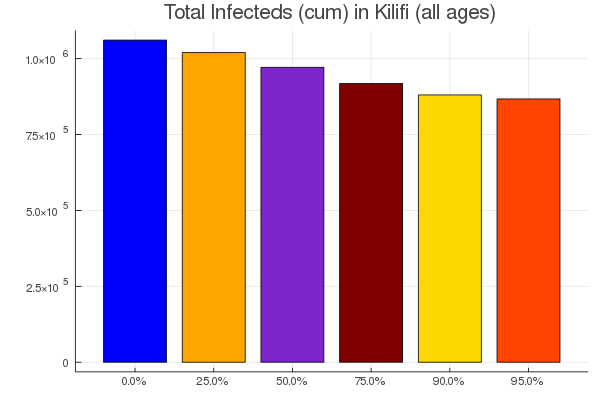 Total Infecteds (cum) in Kilifi (all ages)
1.0×10⁶
7.5×10⁵
5.0×10⁵
2.5×10⁵
0
0.0% 25.0% 50.0% 75.0% 90.0% 95.0%